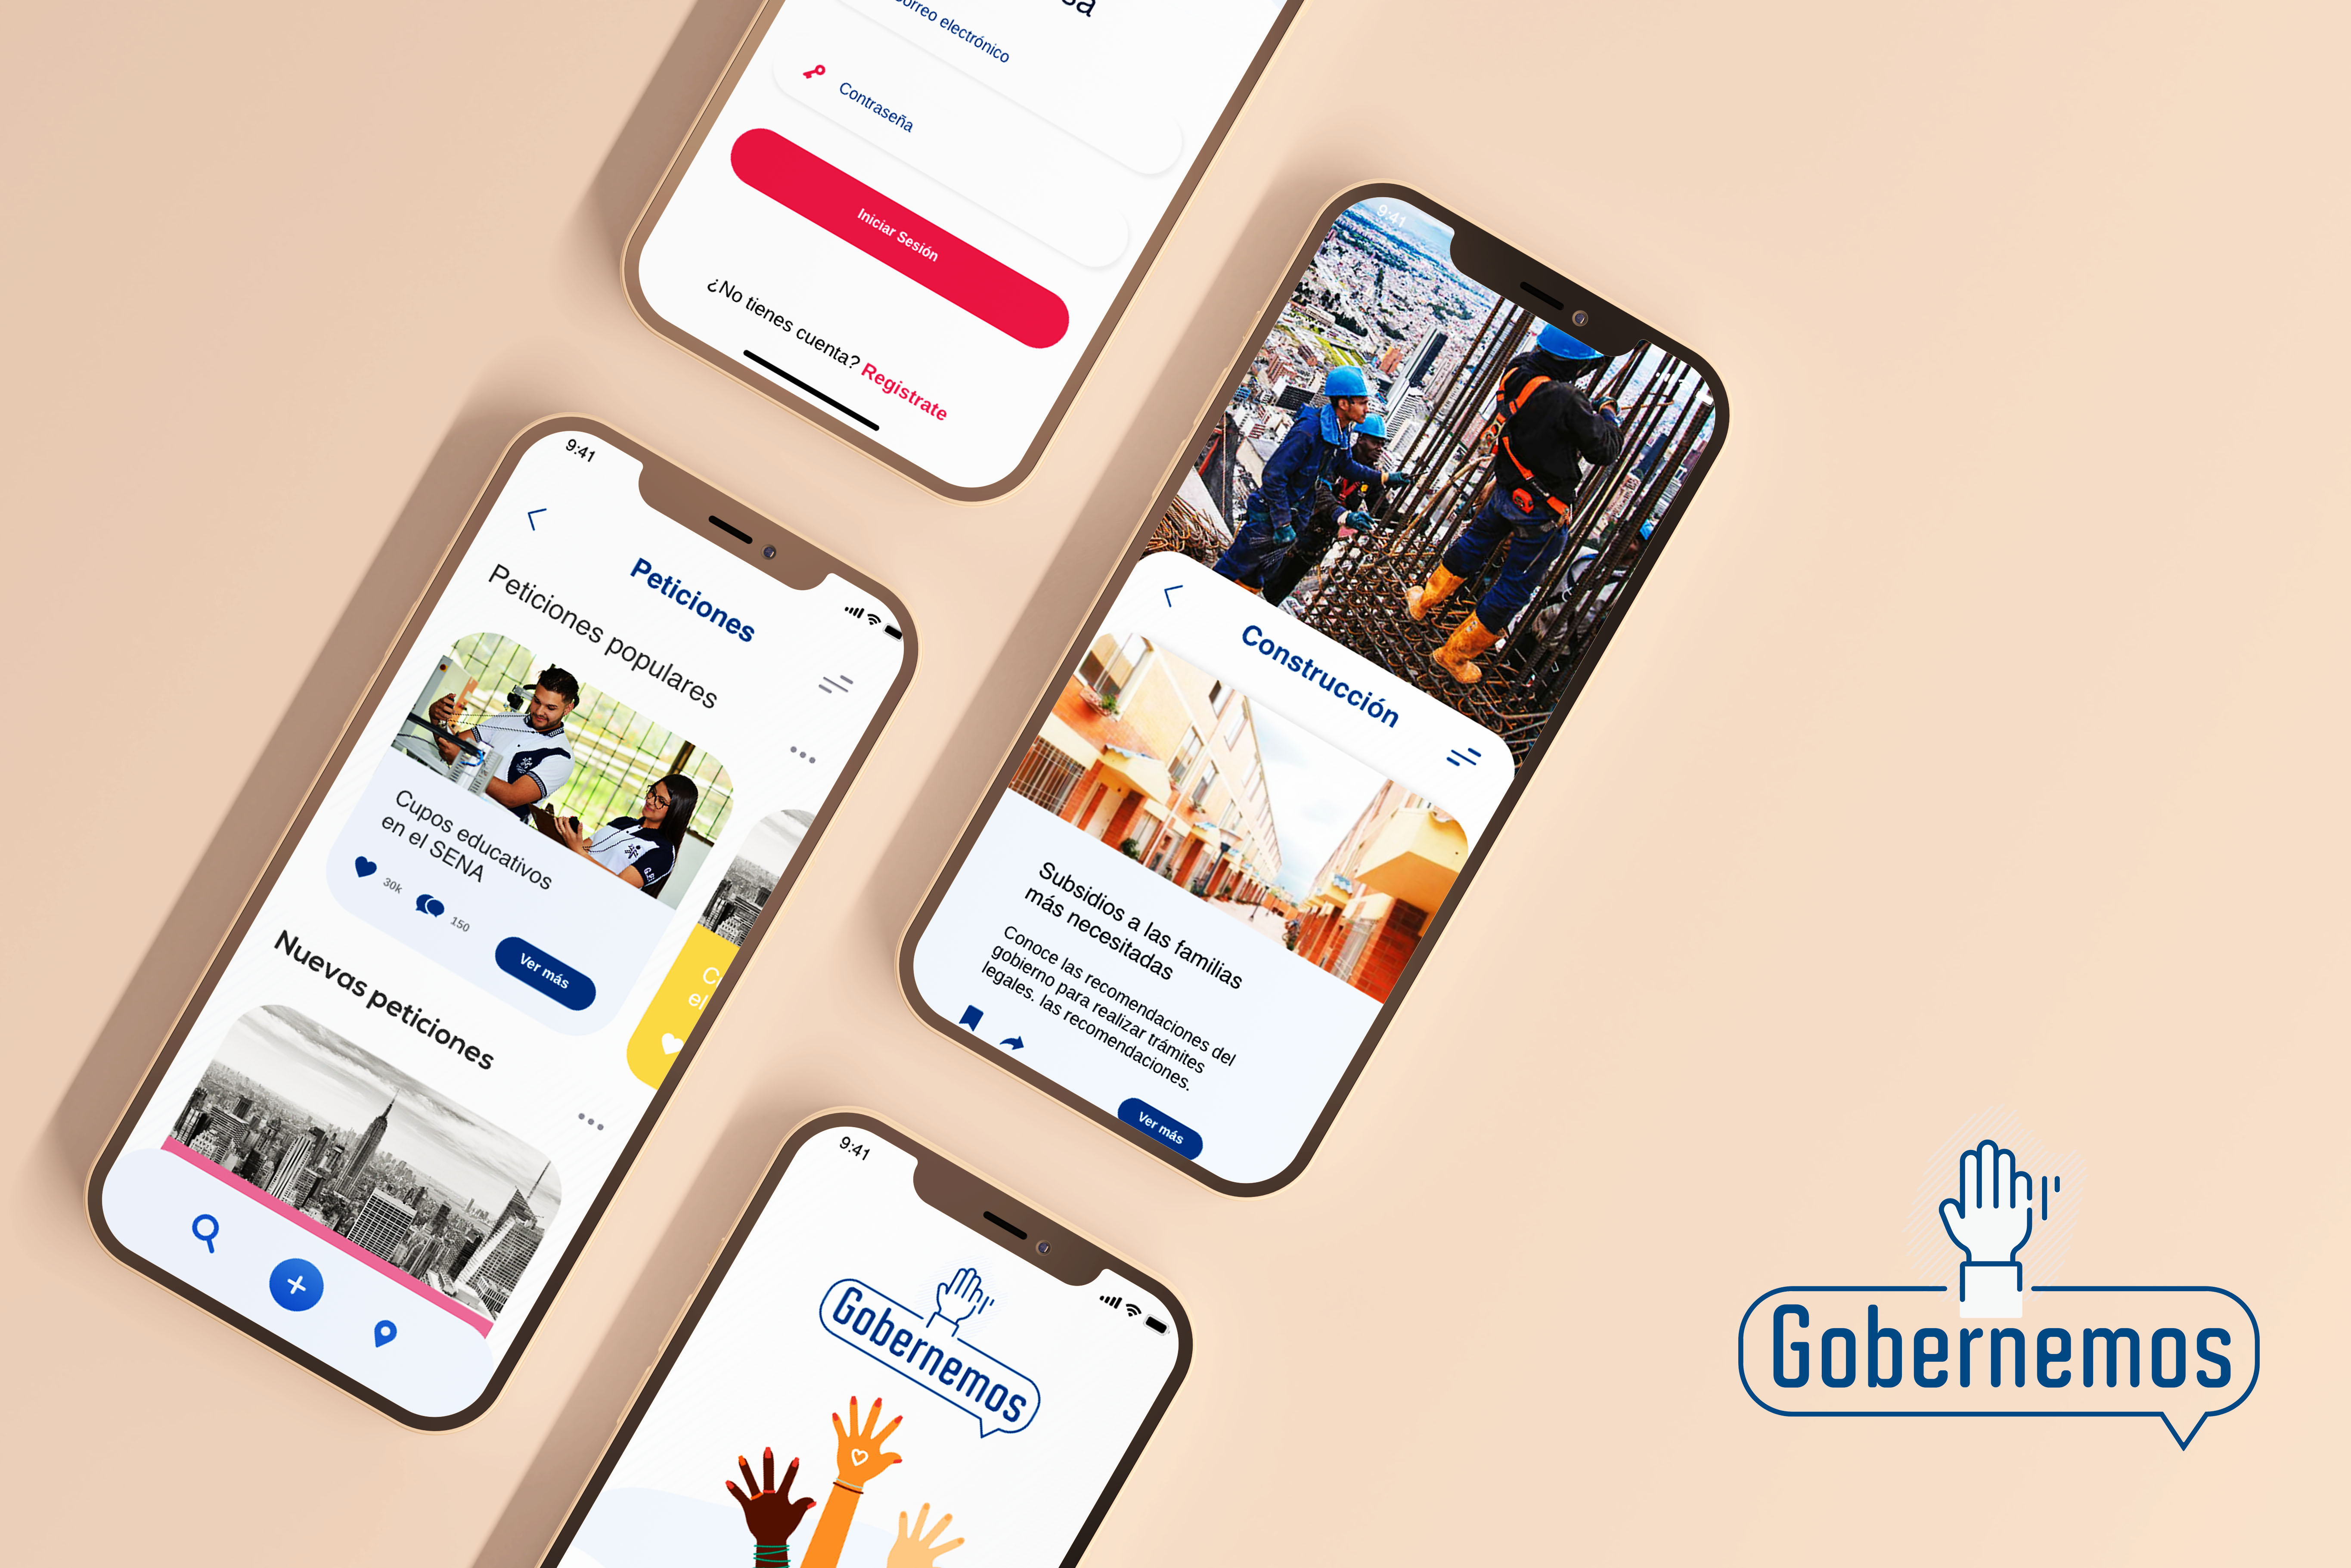 Correo electrónico
Contraseña
Iniciar Sesión
¿No tienes cuenta? Registrate
9:41
Peticiones
Peticiones populares
Cupos educativos
en el SENA
30k
150
Ver más
Nuevas peticiones
9:41
Construcción
Subsidios a las familias
más necesitadas
Conoce las recomendaciones del
gobierno para realizar trámites
legales. las recomendaciones.
Ver más
9:41
Gobernemos
Gobernemos